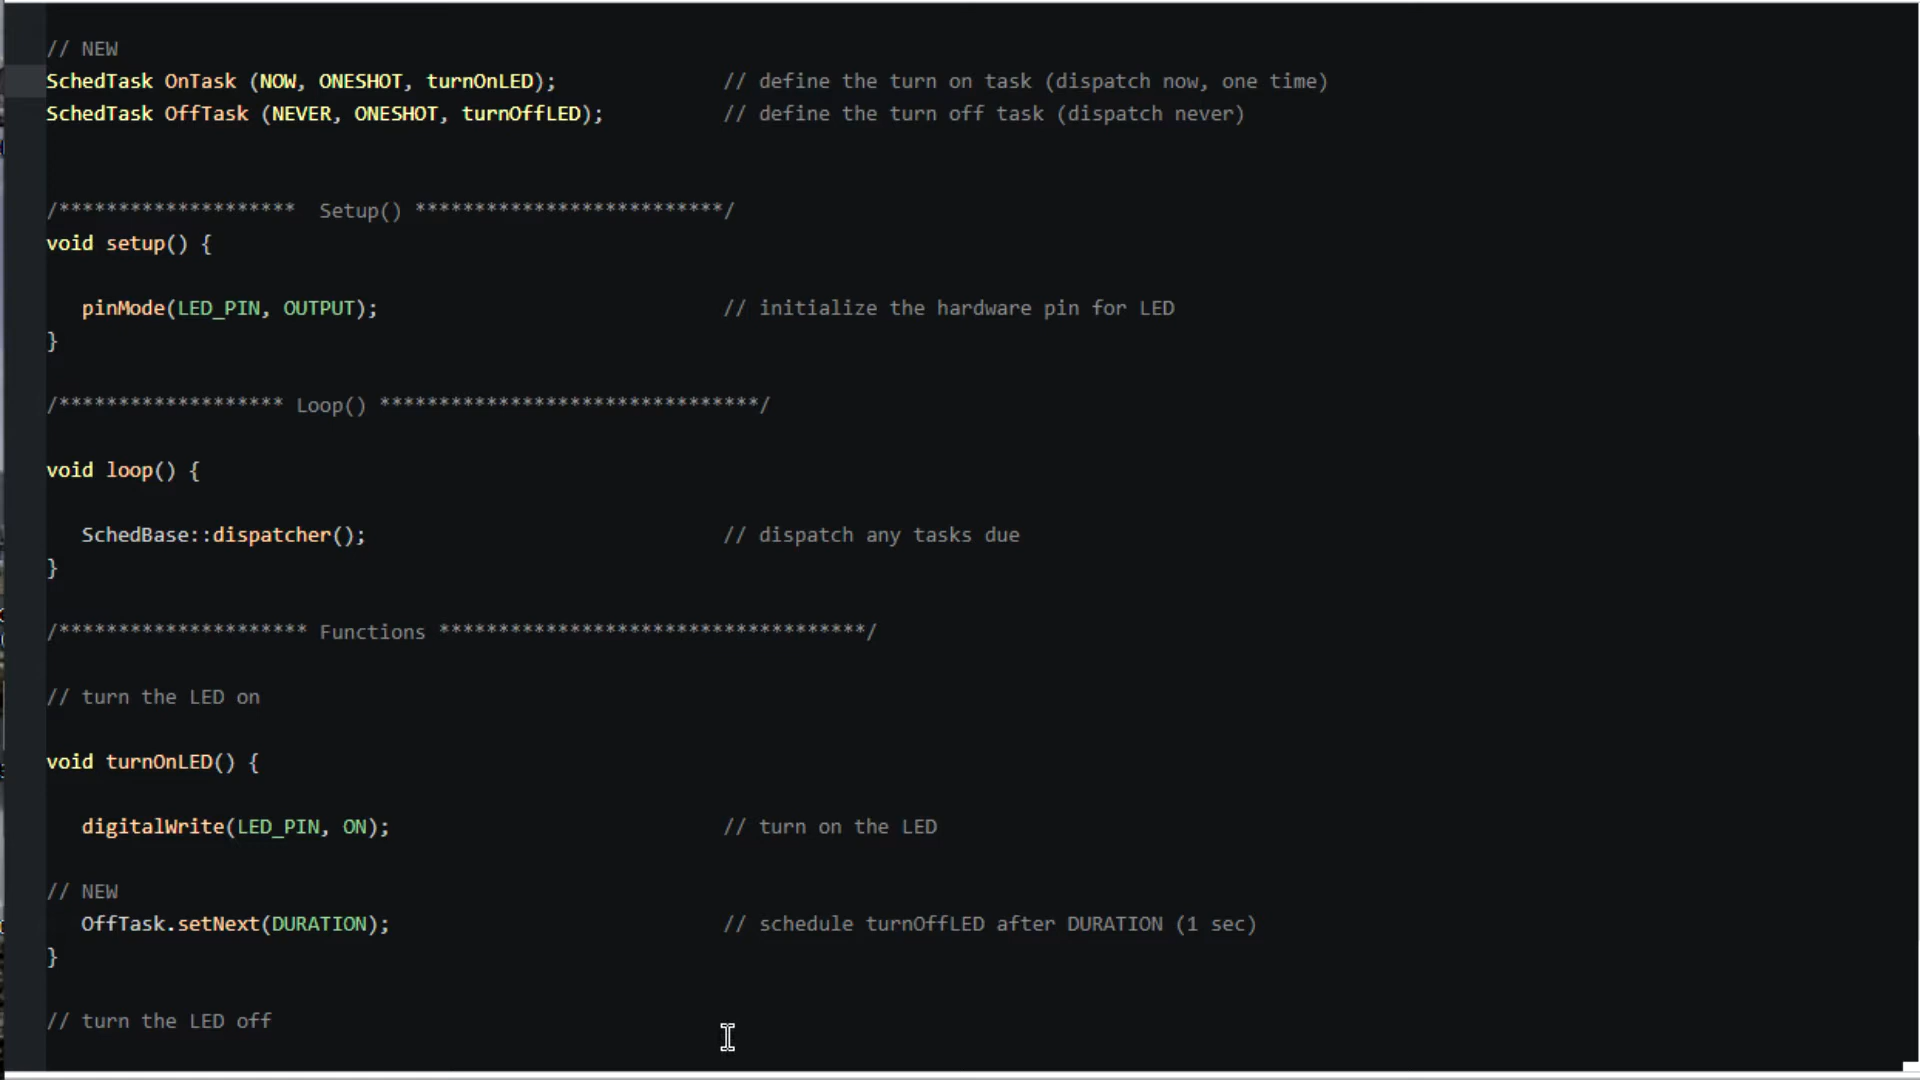 // NEW
SchedTask OnTask (NOW, ONESHOT, turnOnLED); // define the turn on task (dispatch now, one time)
SchedTask OffTask (NEVER, ONESHOT, turnOffLED); // define the turn off task (dispatch never)
/******************** Setup() **************************/
void setup() {
pinMode(LED_PIN, OUTPUT); // initialize the hardware pin for LED
}
/******************* Loop() ********************************/
void loop() {
SchedBase::dispatcher(); // dispatch any tasks due
}
/********************* Functions ************************************/
// turn the LED on
void turnOnLED() {
digitalWrite(LED_PIN, ON); // turn on the LED
// NEW
OffTask.setNext(DURATION); // schedule turnOffLED after DURATION (1 sec)
}
// turn the LED off